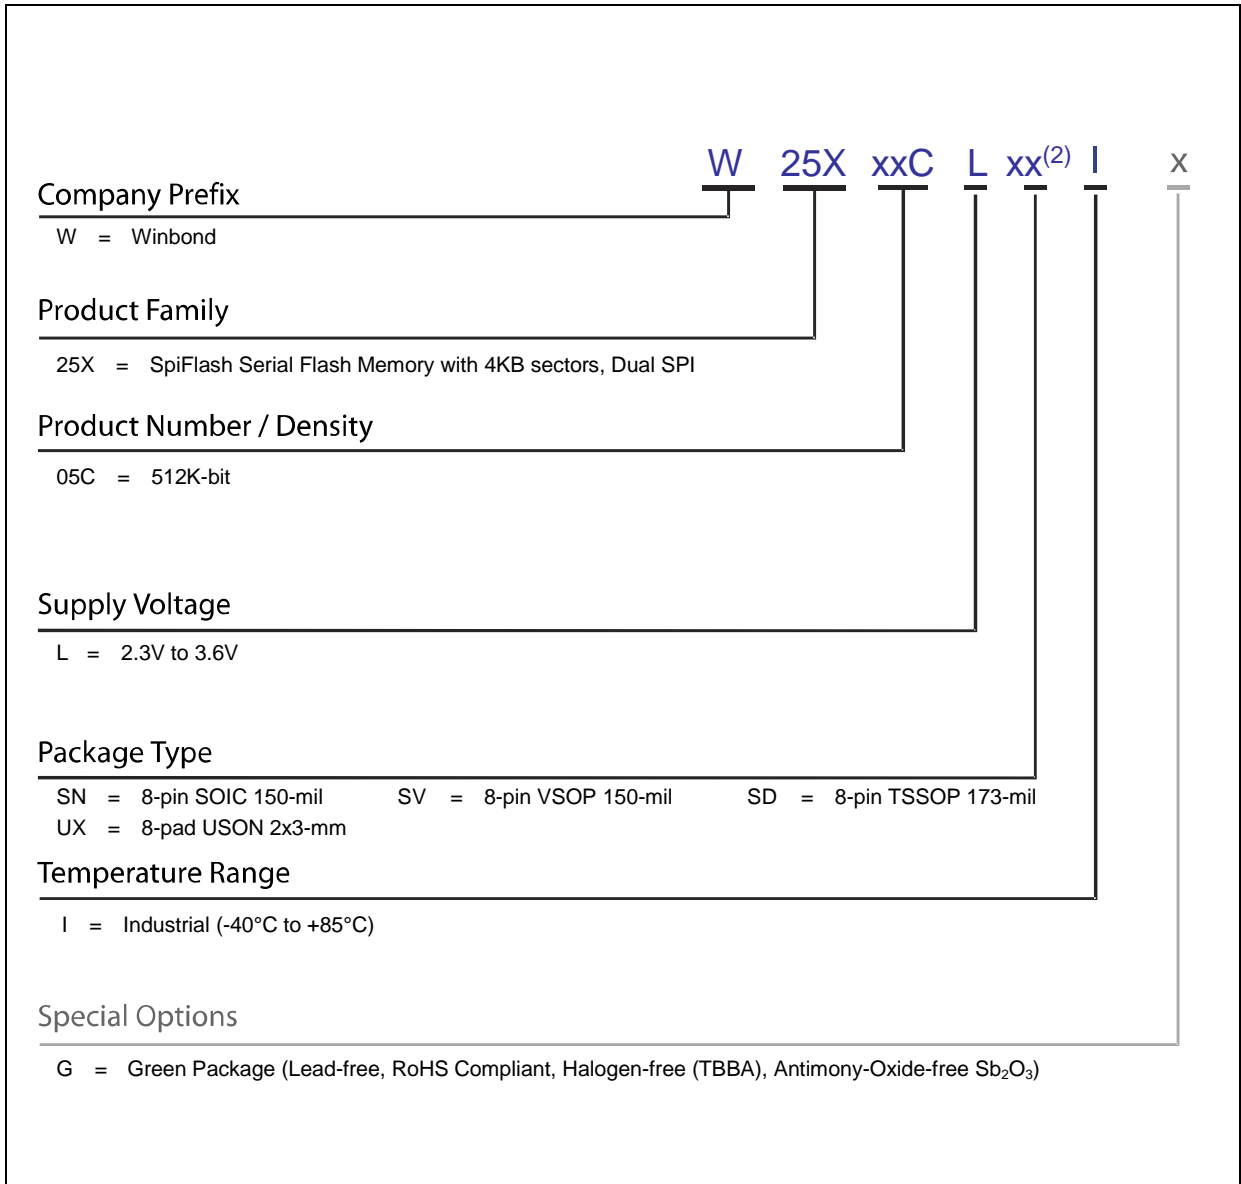 W 25X xxC L xx(2) I x
Company Prefix
W = Winbond
Product Family
25X = SpiFlash Serial Flash Memory with 4KB sectors, Dual SPI
Product Number / Density
05C = 512K-bit
Supply Voltage
L = 2.3V to 3.6V
Package Type
SN = 8-pin SOIC 150-mil SV = 8-pin VSOP 150-mil SD = 8-pin TSSOP 173-mil
UX = 8-pad USON 2x3-mm
Temperature Range
I = Industrial (-40°C to +85°C)
Special Options
G = Green Package (Lead-free, RoHS Compliant, Halogen-free (TBBA), Antimony-Oxide-free Sb₂O₃)